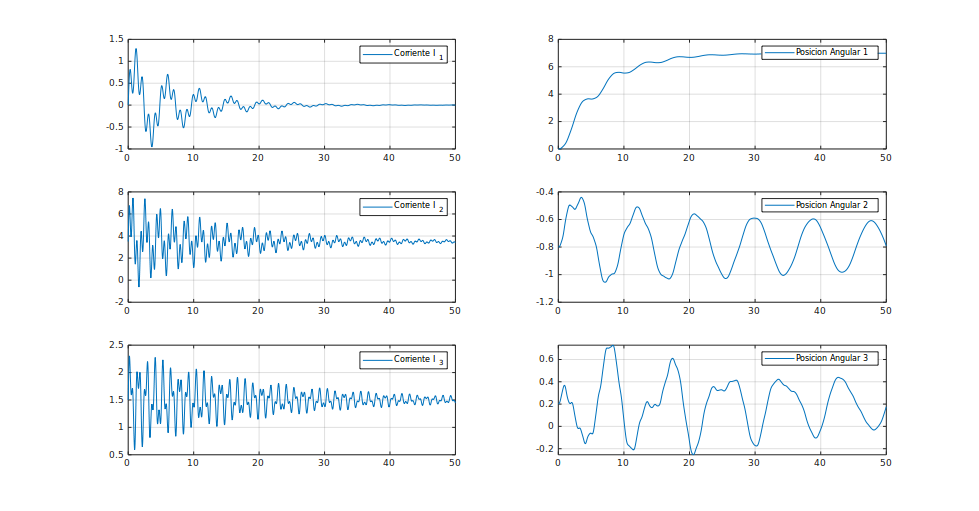 1.5
1
0.5
0
-0.5
-1
0 10 20 30 40 50
Corriente I 1
8
6
4
2
0
0 10 20 30 40 50
Posicion Angular 1
8
6
4
2
0
-2
0 10 20 30 40 50
Corriente I 2
-0.4
-0.6
-0.8
-1
-1.2
0 10 20 30 40 50
Posicion Angular 2
2.5
2
1.5
1
0.5
0 10 20 30 40 50
Corriente I 3
0.6
0.4
0.2
0
-0.2
0 10 20 30 40 50
Posicion Angular 3